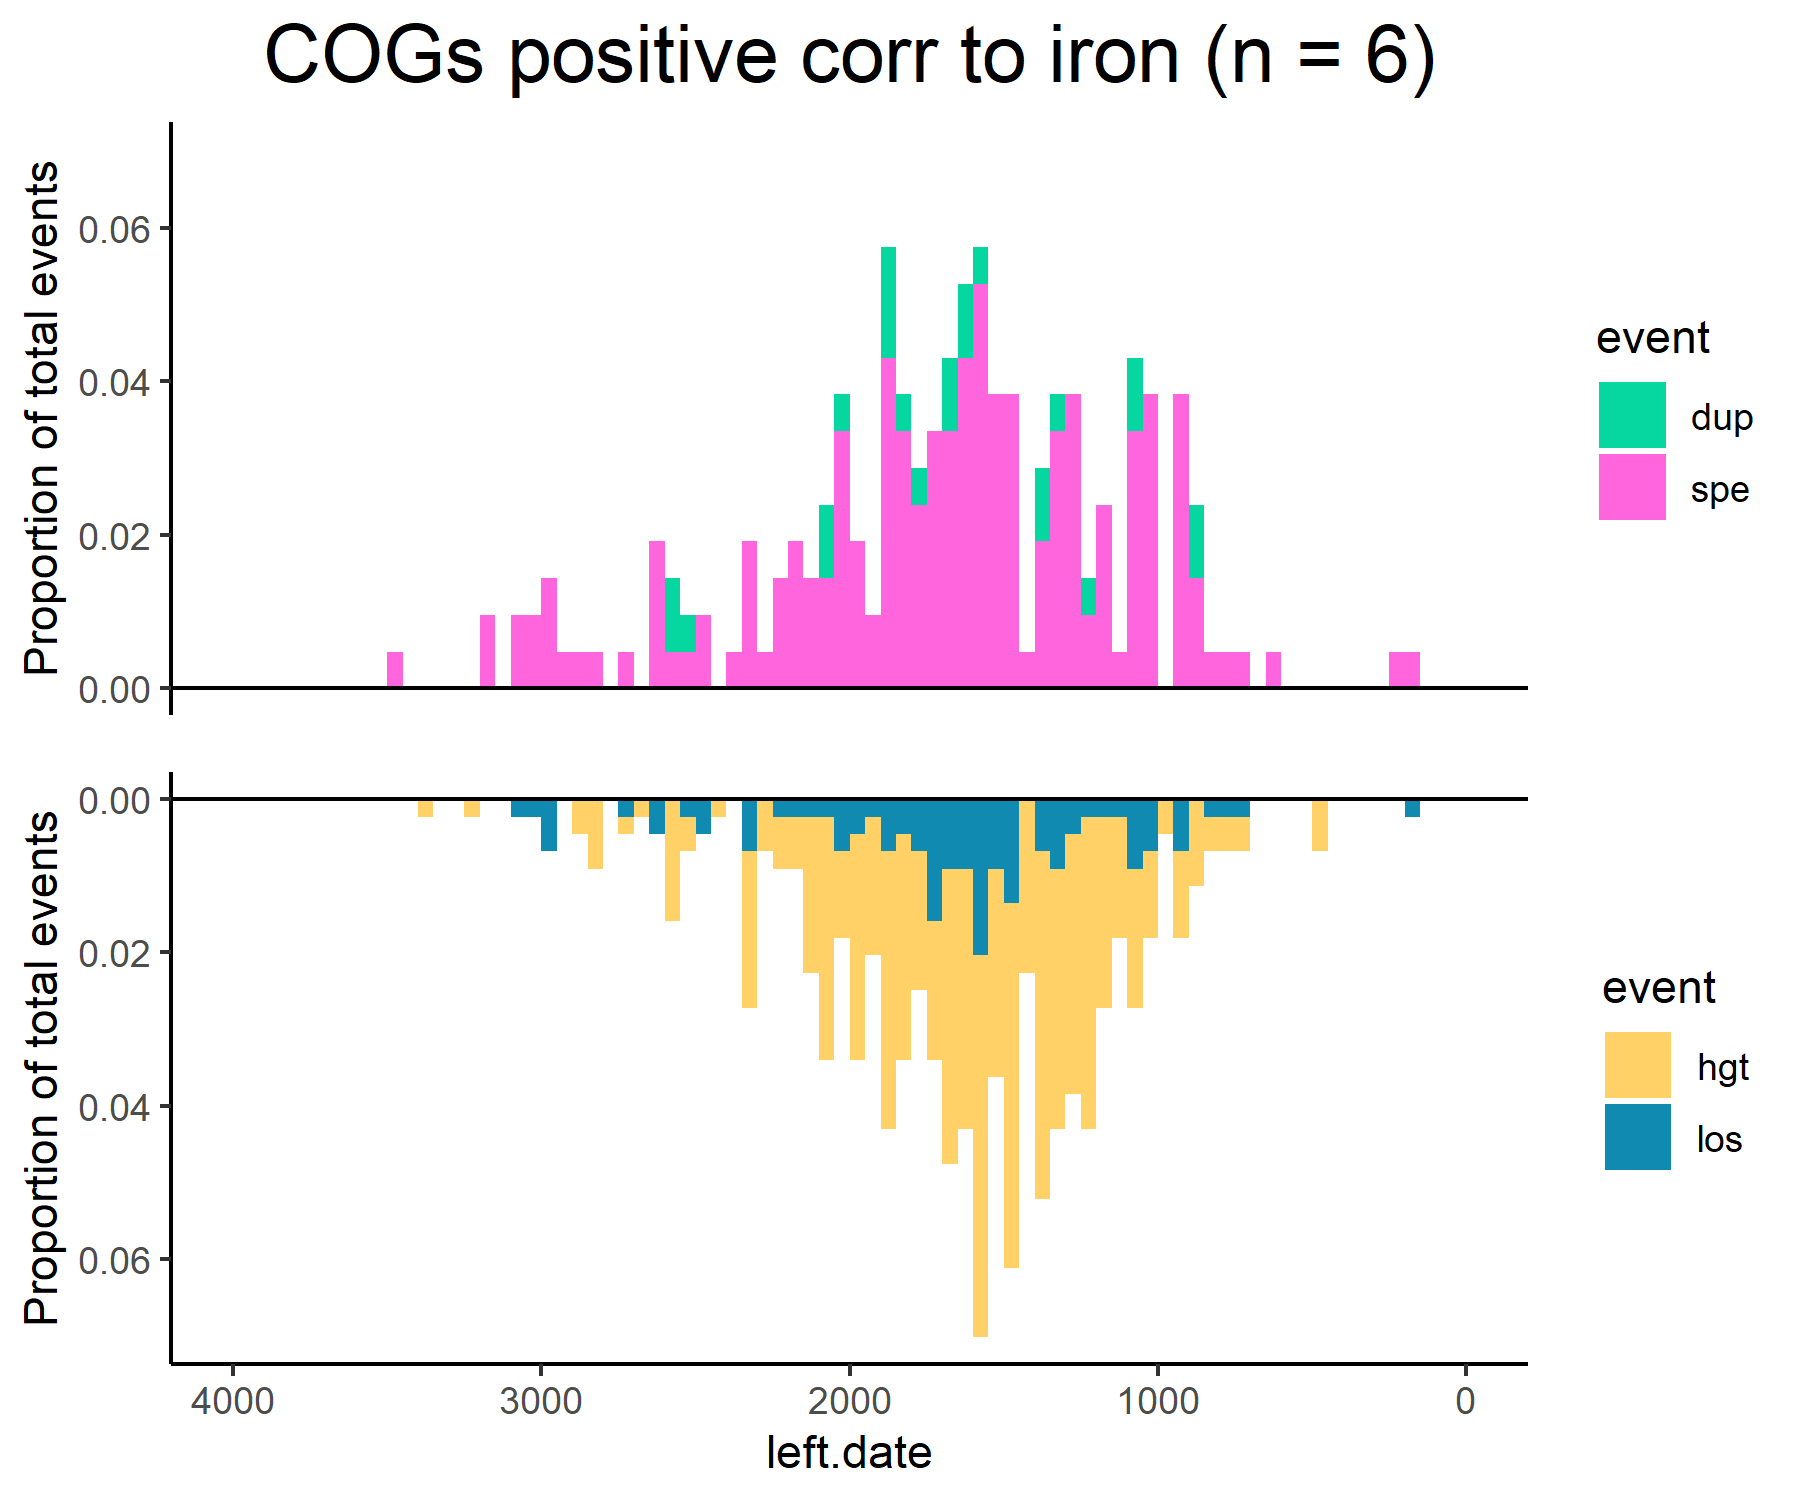 COGs positive corr to iron (n = 6)
Proportion of total events
0.06
0.04
0.02
0.00
event
dup
spe
Proportion of total events
0.00
0.02
0.04
0.06
event
hgt
los
4000 3000 2000 1000 0
left.date